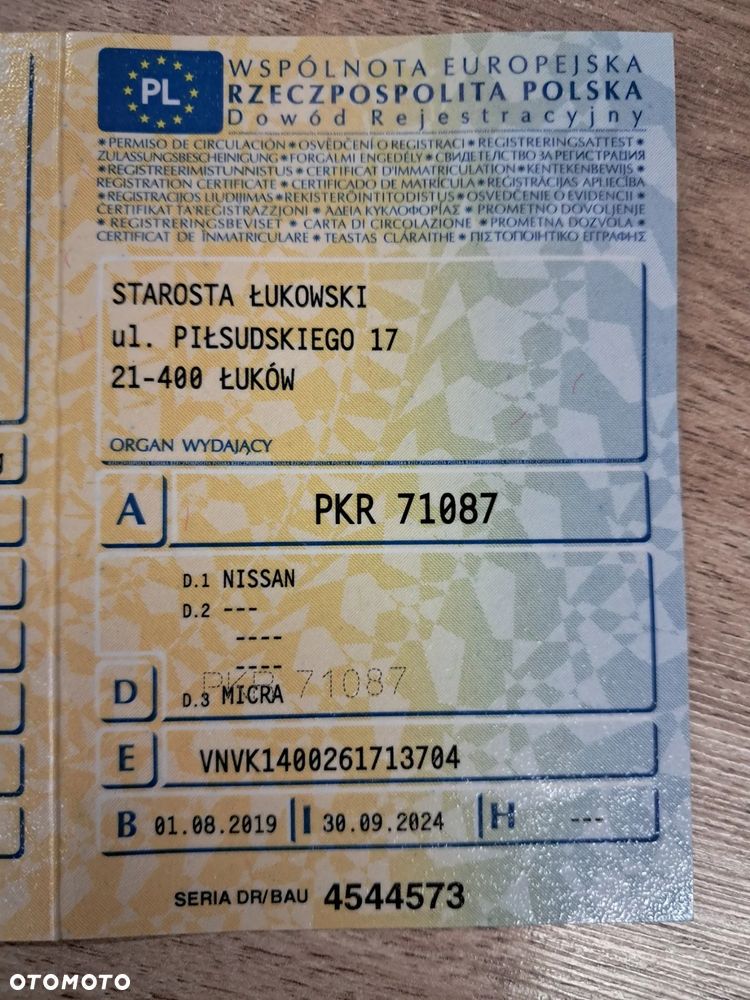 PL
WSPÓLNOTA EUROPEJSKA
RZECZPOSPOLITA POLSKA
Dowód Rejestracyjny
* PERMISO DE CIRCULACIÓN * OSVĚDČENÍ O REGISTRACI * REGISTRERINGSATTEST *
ZULASSUNGSBESCHEINIGUNG * FORGALMI ENGEDÉLY * СВИДЕТЕЛСТВО ЗА РЕГИСТРАЦИЯ
* REGISTREERIMISTUNNISTUS * CERTIFICAT D'IMMATRICULATION * KENTEKENBEWIJS *
REGISTRATION CERTIFICATE * CERTIFICADO DE MATRÍCULA * REĢISTRĀCIJAS APLIECĪBA
* REGISTRACIJOS LIUDIJIMAS * REKISTERÖINTITODISTUS * OSVEDČENIE O EVIDENCII *
ĊERTIFIKAT TA'REĠISTRAZZJONI * ΑΔΕΙΑ ΚΥΚΛΟΦΟΡΙΑΣ * PROMETNO DOVOLJENJE
* REGISTRERINGSBEVISET * CARTA DI CIRCOLAZIONE * PROMETNA DOZVOLA *
CERTIFICAT DE ÎNMATRICULARE * TEASTAS CLÁRAITHE * ΠΙΣΤΟΠΟΙΗΤΙΚΟ ΕΓΓΡΑΦΗΣ
STAROSTA ŁUKOWSKI
ul. PIŁSUDSKIEGO 17
21-400 ŁUKÓW
ORGAN WYDAJĄCY
A PKR 71087
D.1 NISSAN
D.2 ---
----
----
PKR 71087
D D.3 MICRA
E VNVK1400261713704
B 01.08.2019 I 30.09.2024 H ---
SERIA DR/BAU 4544573
OTOMOTO